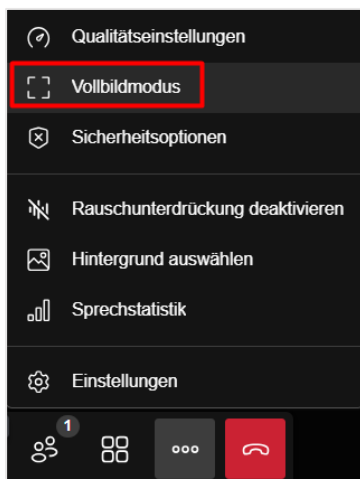 Qualitätseinstellungen
Vollbildmodus
Sicherheitsoptionen
Rauschunterdrückung deaktivieren
Hintergrund auswählen
Sprechstatistik
Einstellungen
1